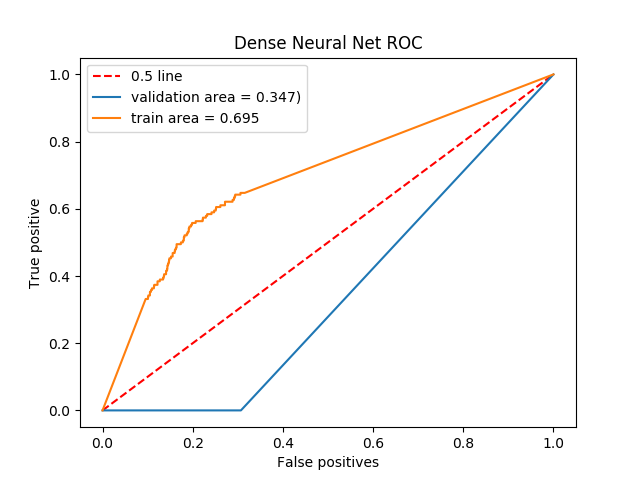 Dense Neural Net ROC
0.5 line
validation area = 0.347)
train area = 0.695
1.0
0.8
0.6
0.4
0.2
0.0
True positive
0.0 0.2 0.4 0.6 0.8 1.0
False positives